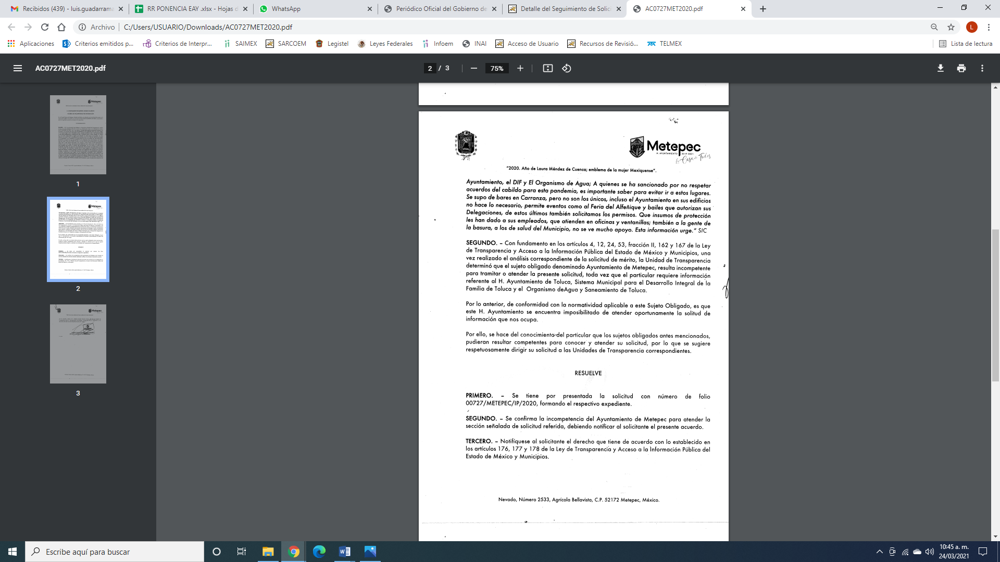 Recibidos (439) - luis.guadarrama
RR PONENCIA EAY .xlsx - Hojas d
WhatsApp
Periódico Oficial del Gobierno de
Detalle del Seguimiento de Solici
AC0727MET2020.pdf
Archivo
C:/Users/USUARIO/Downloads/AC0727MET2020.pdf
L
Aplicaciones
Criterios emitidos p...
Criterios de Interpr...
SAIMEX
SARCOEM
Legistel
Leyes Federales
Infoem
INAI
Acceso de Usuario
Recursos de Revisió...
TELMEX
Lista de lectura
AC0727MET2020.pdf
2 / 3
75%
1
2
3
Metepec
H. AYUNTAMIENTO 2019-2021
La Casa de Todos
"2020. Año de Laura Méndez de Cuenca; emblema de la mujer Mexiquense".
Ayuntamiento, el DIF y El Organismo de Agua; A quienes se ha sancionado por no respetar
acuerdos del cabildo para esta pandemia, es importante saber para evitar ir a estos lugares.
Se supo de bares en Carranza, pero no son los únicos, incluso el Ayuntamiento en sus edificios
no hace lo necesario, permite eventos como al Feria del Alfeñique y bailes que autorizan sus
Delegaciones, de estos últimos también solicitamos los permisos. Que insumos de protección
les han dado a sus empleados, que atienden en oficinas y ventanillas; también a la gente de
la basura, a los de salud del Municipio, no se ve mucho apoyo. Esta información urge." SIC
SEGUNDO. – Con fundamento en los artículos 4, 12, 24, 53, fracción II, 162 y 167 de la Ley
de Transparencia y Acceso a la Información Pública del Estado de México y Municipios, una
vez realizado el análisis correspondiente de la solicitud de mérito, la Unidad de Transparencia
determinó que el sujeto obligado denominado Ayuntamiento de Metepec, resulta incompetente
para tramitar o atender la presente solicitud, toda vez que el particular requiere información
referente al H. Ayuntamiento de Toluca, Sistema Municipal para el Desarrollo Integral de la
Familia de Toluca y el Organismo deAgua y Saneamiento de Toluca.
Por lo anterior, de conformidad con la normatividad aplicable a este Sujeto Obligado, es que
este H. Ayuntamiento se encuentra imposibilitado de atender oportunamente la solitud de
información que nos ocupa.
Por ello, se hace del conocimiento del particular que los sujetos obligados antes mencionados,
pudieran resultar competentes para conocer y atender su solicitud, por lo que se sugiere
respetuosamente dirigir su solicitud a las Unidades de Transparencia correspondientes.
RESUELVE
PRIMERO. – Se tiene por presentada la solicitud con número de folio
00727/METEPEC/IP/2020, formando el respectivo expediente.
SEGUNDO. – Se confirma la incompetencia del Ayuntamiento de Metepec para atender la
sección señalada de solicitud referida, debiendo notificar al solicitante el presente acuerdo.
TERCERO. – Notifíquese al solicitante el derecho que tiene de acuerdo con lo establecido en
los artículos 176, 177 y 178 de la Ley de Transparencia y Acceso a la Información Pública del
Estado de México y Municipios.
Nevado, Número 2533, Agrícola Bellavista, C.P. 52172 Metepec, México.
Escribe aquí para buscar
10:45 a. m.
24/03/2021